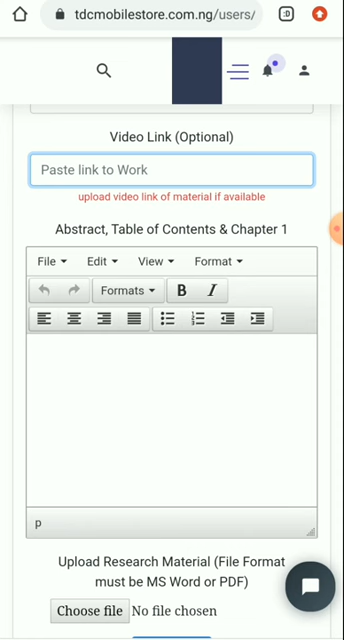 tdcmobilestore.com.ng/users/
:D
Video Link (Optional)
Paste link to Work
upload video link of material if available
Abstract, Table of Contents & Chapter 1
File Edit View Format
Formats B I
p
Upload Research Material (File Format
must be MS Word or PDF)
Choose file No file chosen